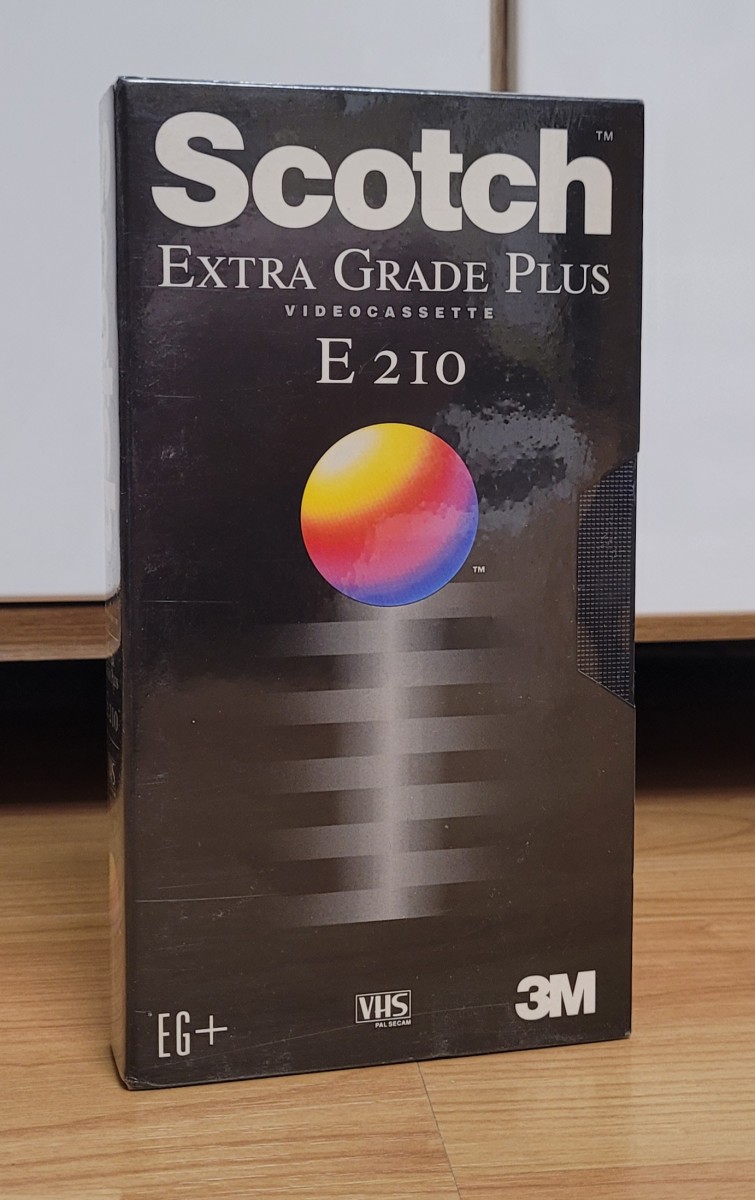 Scotch™
EXTRA GRADE PLUS
VIDEOCASSETTE
E 210
™
EG+
VHS
PAL SECAM
3M